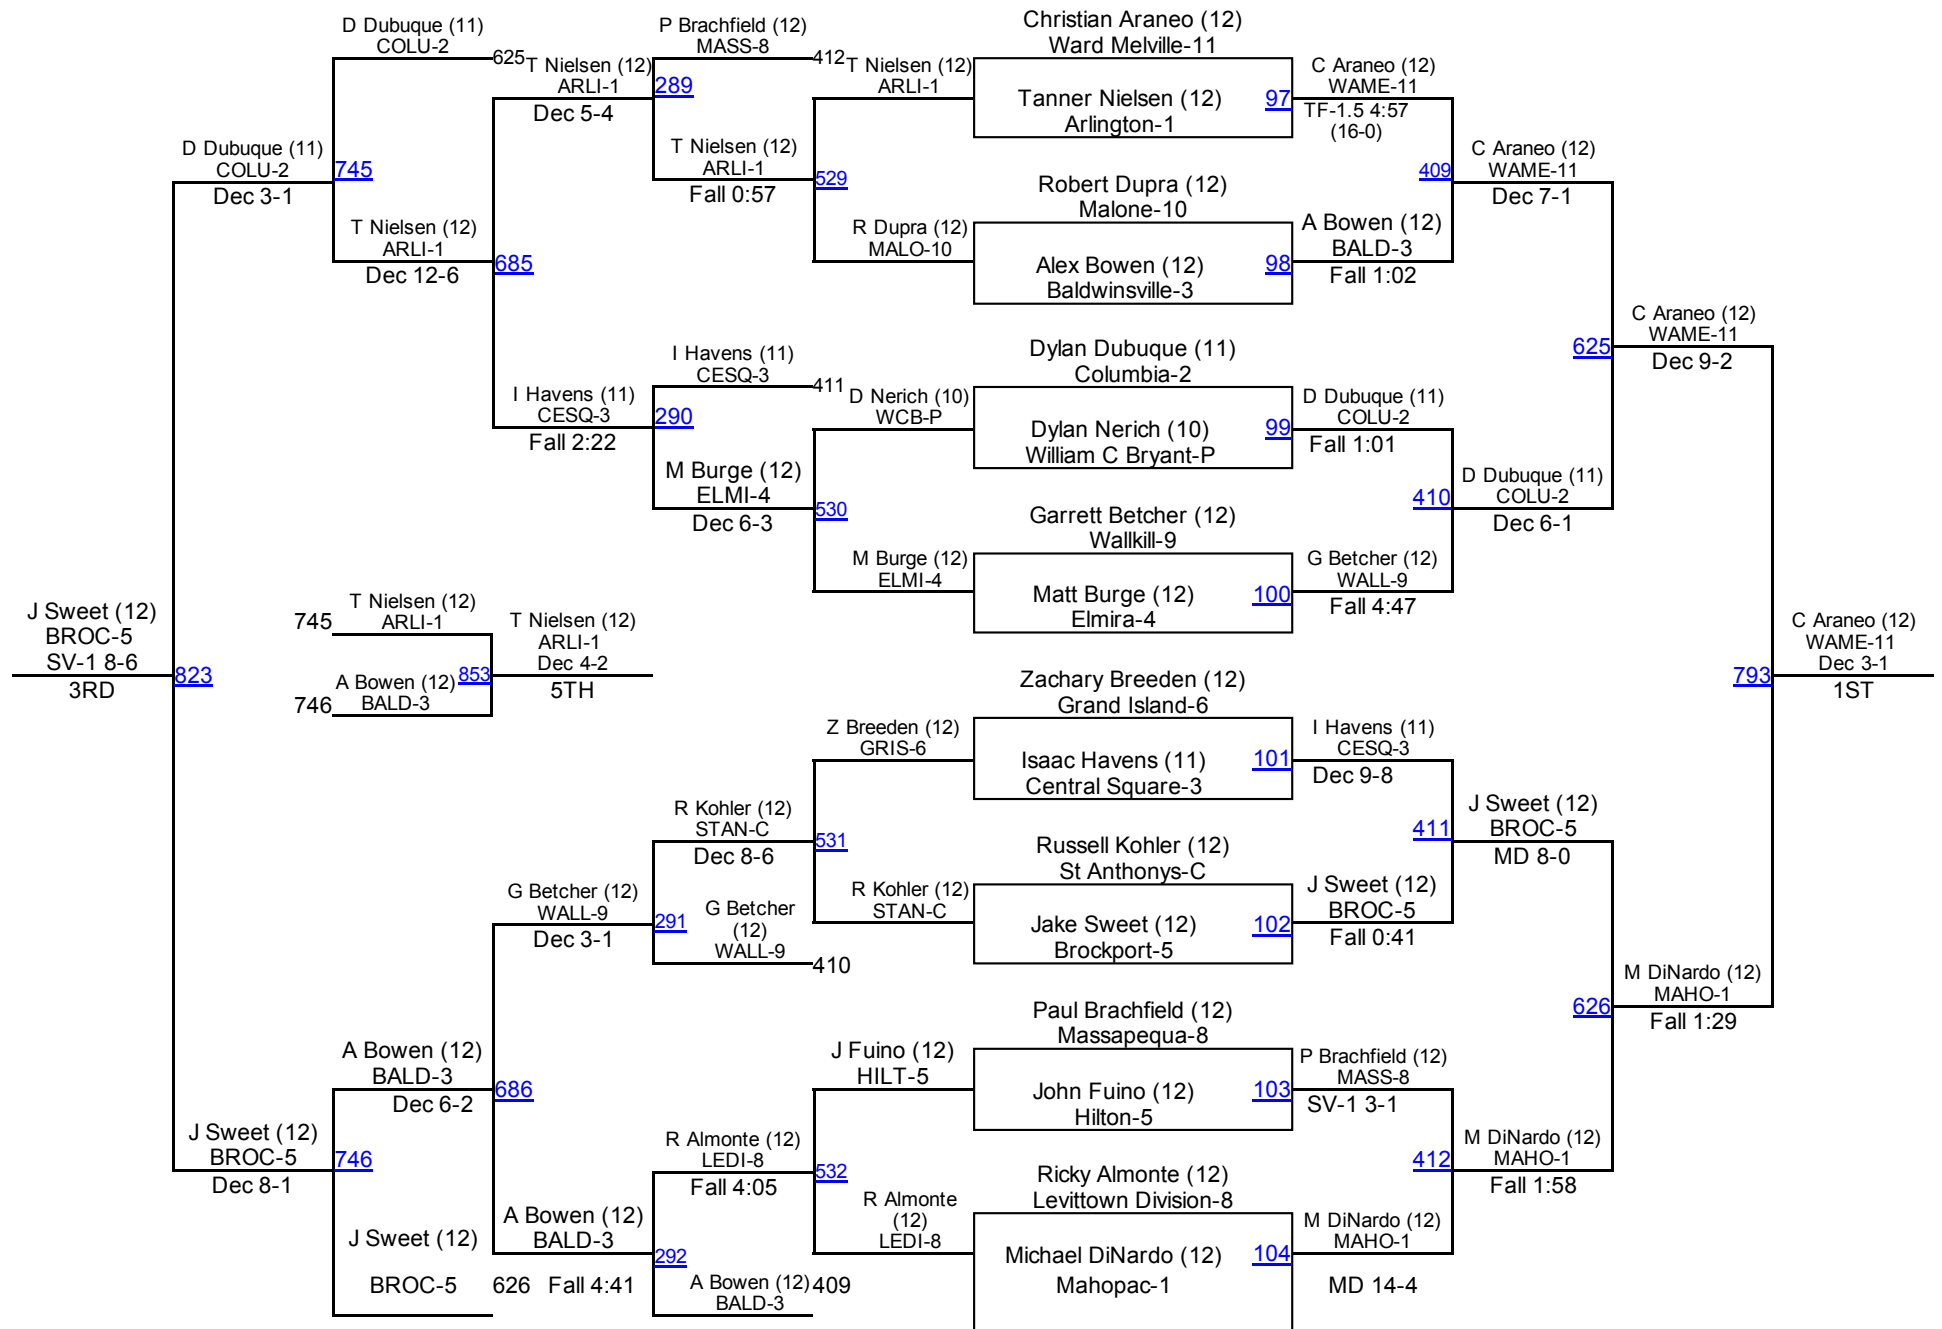 D Dubuque (11)
COLU-2
625
T Nielsen (12)
ARLI-1
Dec 5-4
P Brachfield (12)
MASS-8
412
289
T Nielsen (12)
ARLI-1
Fall 0:57
T Nielsen (12)
ARLI-1
529
R Dupra (12)
MALO-10
Christian Araneo (12)
Ward Melville-11
Tanner Nielsen (12)
Arlington-1
97
C Araneo (12)
WAME-11
TF-1.5 4:57
(16-0)
Robert Dupra (12)
Malone-10
Alex Bowen (12)
Baldwinsville-3
98
A Bowen (12)
BALD-3
Fall 1:02
409
C Araneo (12)
WAME-11
Dec 7-1
D Dubuque (11)
COLU-2
Dec 3-1
745
T Nielsen (12)
ARLI-1
Dec 12-6
685
I Havens (11)
CESQ-3
Fall 2:22
I Havens (11)
CESQ-3
411
290
M Burge (12)
ELMI-4
Dec 6-3
D Nerich (10)
WCB-P
530
M Burge (12)
ELMI-4
Dylan Dubuque (11)
Columbia-2
Dylan Nerich (10)
William C Bryant-P
99
D Dubuque (11)
COLU-2
Fall 1:01
Garrett Betcher (12)
Wallkill-9
Matt Burge (12)
Elmira-4
100
G Betcher (12)
WALL-9
Fall 4:47
410
D Dubuque (11)
COLU-2
Dec 6-1
625
C Araneo (12)
WAME-11
Dec 9-2
J Sweet (12)
BROC-5
SV-1 8-6
3RD
823
745
T Nielsen (12)
ARLI-1
746
A Bowen (12)
BALD-3
853
T Nielsen (12)
ARLI-1
Dec 4-2
5TH
793
C Araneo (12)
WAME-11
Dec 3-1
1ST
Z Breeden (12)
GRIS-6
R Kohler (12)
STAN-C
Dec 8-6
531
R Kohler (12)
STAN-C
G Betcher (12)
WALL-9
Dec 3-1
291
G Betcher
(12)
WALL-9
410
Zachary Breeden (12)
Grand Island-6
Isaac Havens (11)
Central Square-3
101
I Havens (11)
CESQ-3
Dec 9-8
Russell Kohler (12)
St Anthonys-C
Jake Sweet (12)
Brockport-5
102
J Sweet (12)
BROC-5
Fall 0:41
411
J Sweet (12)
BROC-5
MD 8-0
626
M DiNardo (12)
MAHO-1
Fall 1:29
A Bowen (12)
BALD-3
Dec 6-2
686
J Sweet (12)
BROC-5
Dec 8-1
746
J Sweet (12)
BROC-5
626
A Bowen (12)
BALD-3
Fall 4:41
R Almonte (12)
LEDI-8
Fall 4:05
292
A Bowen (12)
BALD-3
409
J Fuino (12)
HILT-5
532
R Almonte
(12)
LEDI-8
Paul Brachfield (12)
Massapequa-8
John Fuino (12)
Hilton-5
103
P Brachfield (12)
MASS-8
SV-1 3-1
Ricky Almonte (12)
Levittown Division-8
Michael DiNardo (12)
Mahopac-1
104
M DiNardo (12)
MAHO-1
MD 14-4
412
M DiNardo (12)
MAHO-1
Fall 1:58